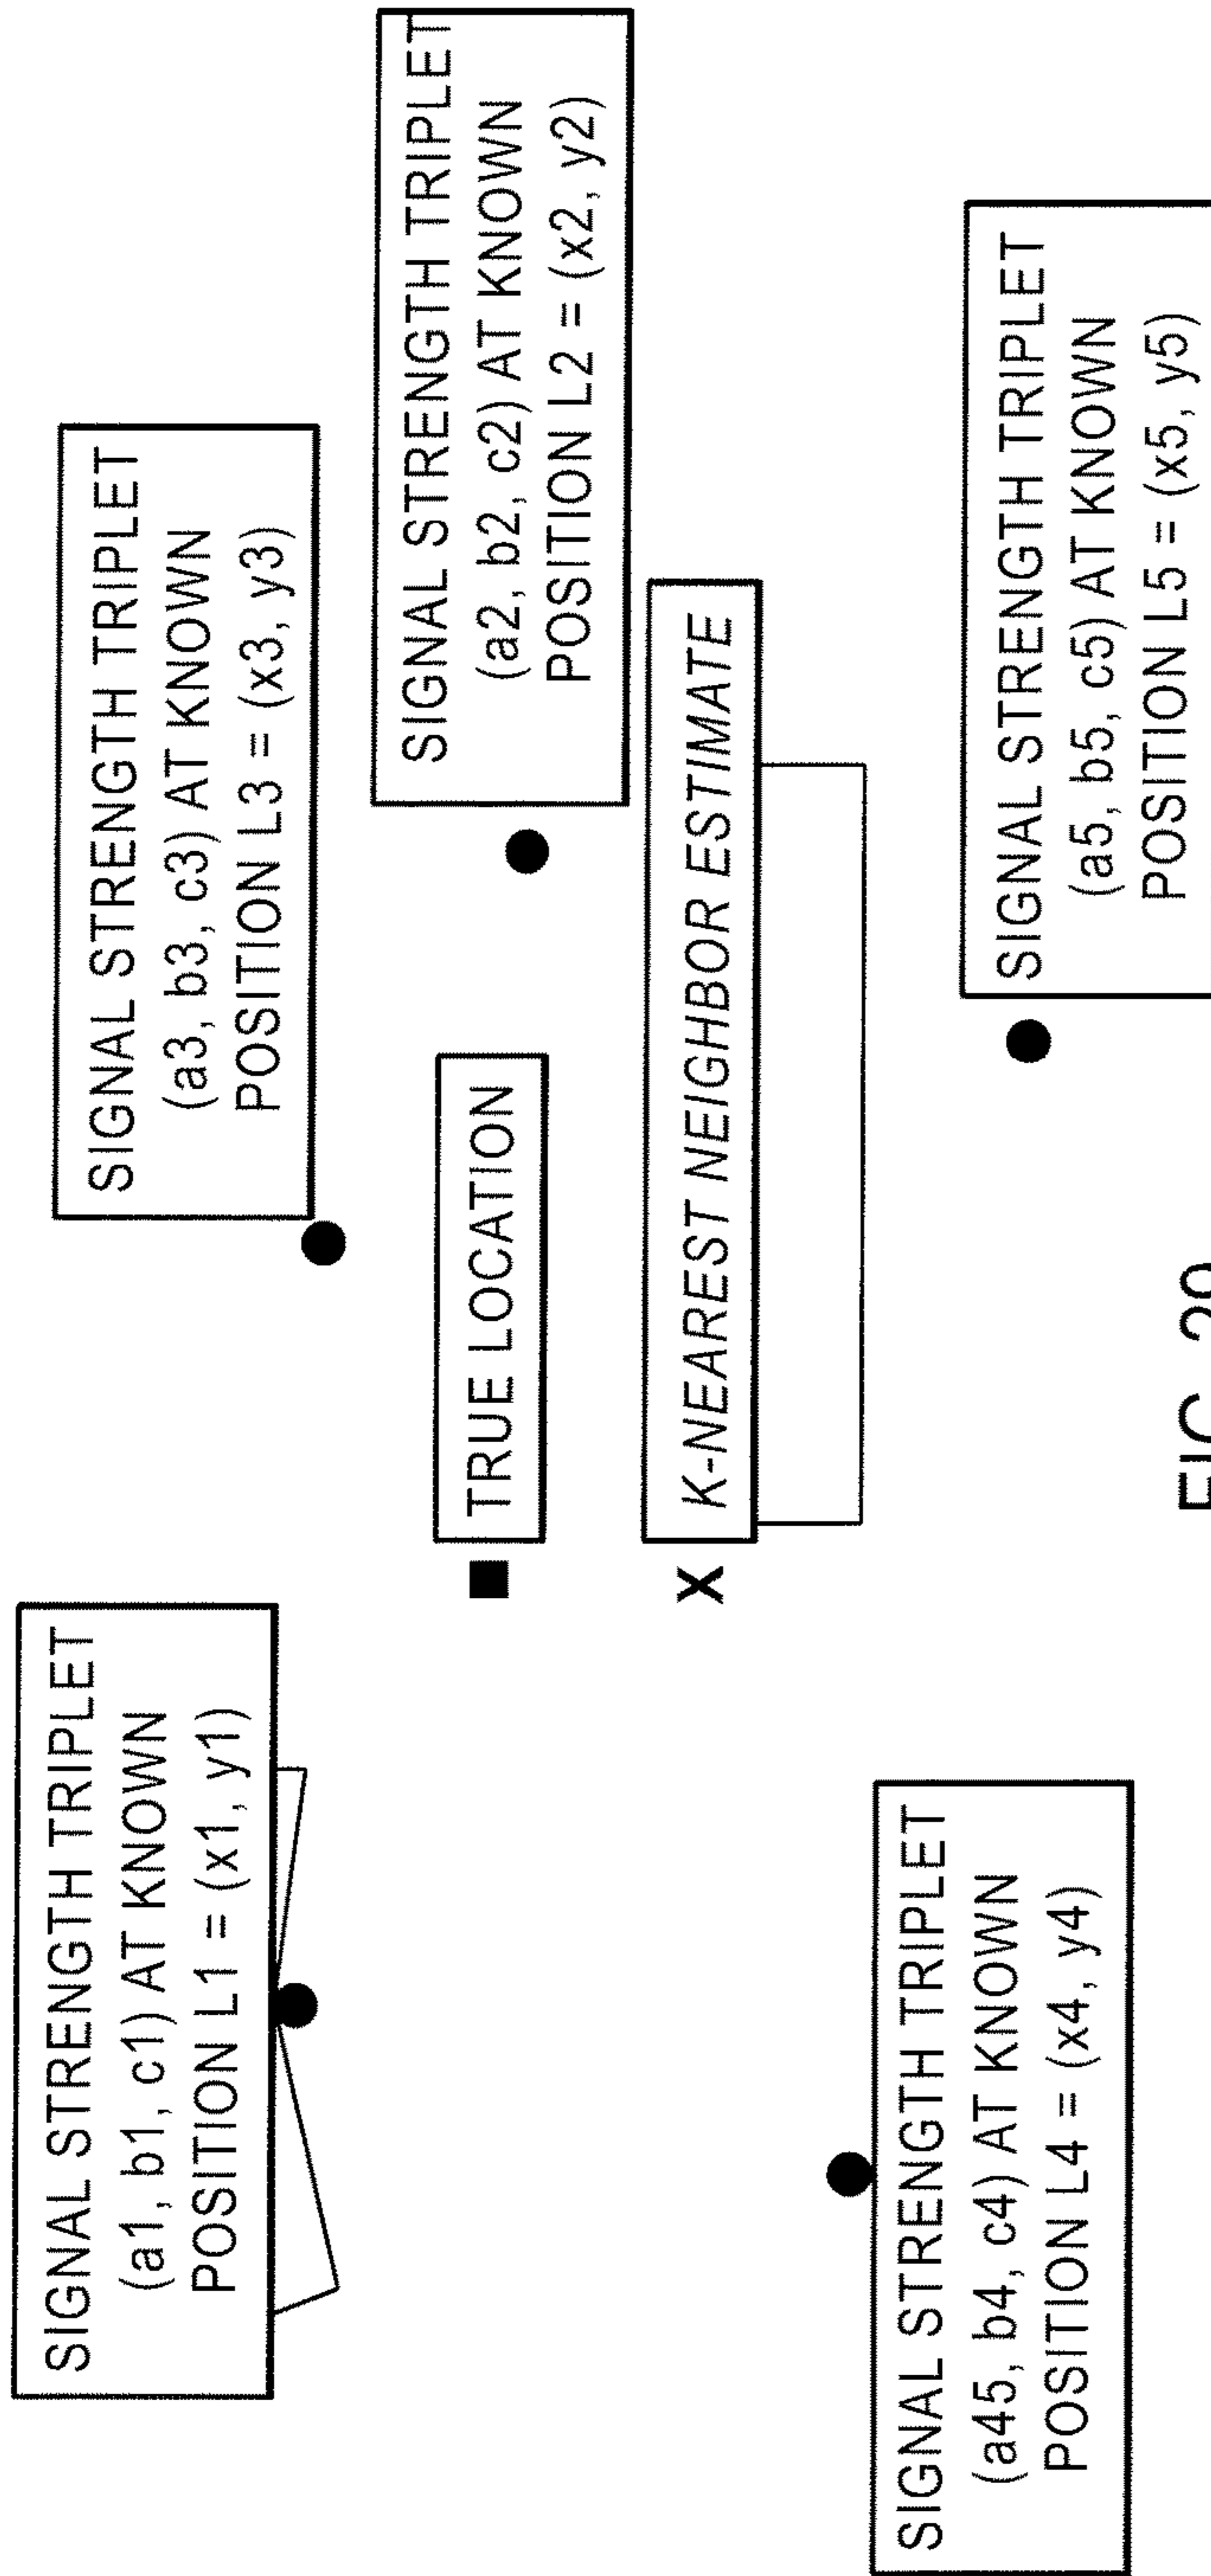 SIGNAL STRENGTH TRIPLET
(a1, b1, c1) AT KNOWN
POSITION L1 = (x1, y1)
SIGNAL STRENGTH TRIPLET
(a3, b3, c3) AT KNOWN
POSITION L3 = (x3, y3)
SIGNAL STRENGTH TRIPLET
(a2, b2, c2) AT KNOWN
POSITION L2 = (x2, y2)
TRUE LOCATION
X K-NEAREST NEIGHBOR ESTIMATE
SIGNAL STRENGTH TRIPLET
(a45, b4, c4) AT KNOWN
POSITION L4 = (x4, y4)
SIGNAL STRENGTH TRIPLET
(a5, b5, c5) AT KNOWN
POSITION L5 = (x5, y5)